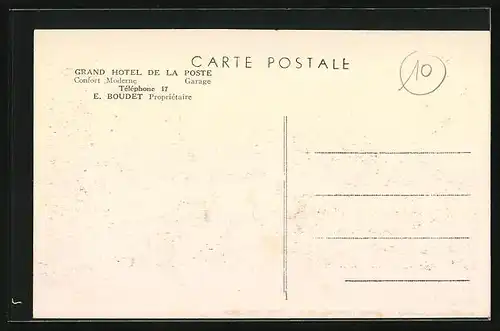 CARTE POSTALE
10
GRAND HOTEL DE LA POSTE
Confort Moderne Garage
Téléphone 17
E. BOUDET Propriétaire